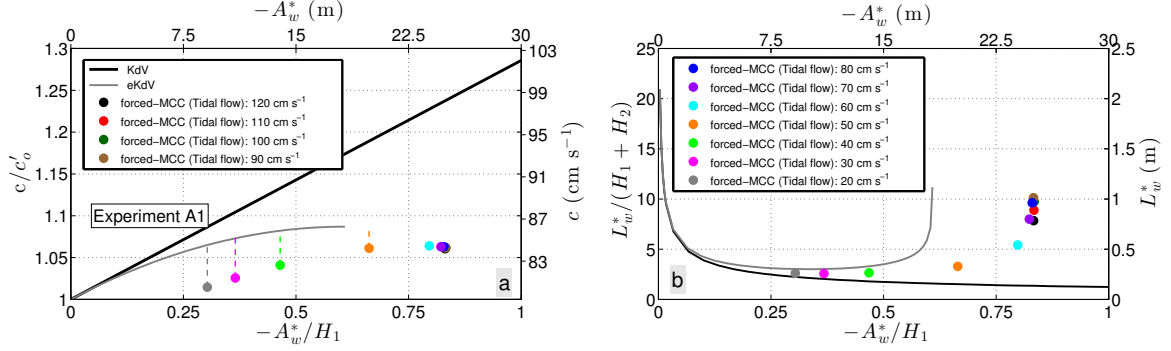 −A*w (m)
0 7.5 15 22.5 30
1.3
1.25
1.2
1.15
1.1
1.05
1
c/c′o
KdV
eKdV
forced−MCC (Tidal flow): 120 cm s−1
forced−MCC (Tidal flow): 110 cm s−1
forced−MCC (Tidal flow): 100 cm s−1
forced−MCC (Tidal flow): 90 cm s−1
Experiment A1
a
103
99
95
91
87
83
c (cm s−1)
0 0.25 0.5 0.75 1
−A*w/H1
−A*w (m)
0 7.5 15 22.5 30
25
20
15
10
5
0
L*w/(H1 + H2)
forced−MCC (Tidal flow): 80 cm s−1
forced−MCC (Tidal flow): 70 cm s−1
forced−MCC (Tidal flow): 60 cm s−1
forced−MCC (Tidal flow): 50 cm s−1
forced−MCC (Tidal flow): 40 cm s−1
forced−MCC (Tidal flow): 30 cm s−1
forced−MCC (Tidal flow): 20 cm s−1
b
2.5
2
1.5
1
0.5
0
L*w (m)
0 0.25 0.5 0.75 1
−A*w/H1